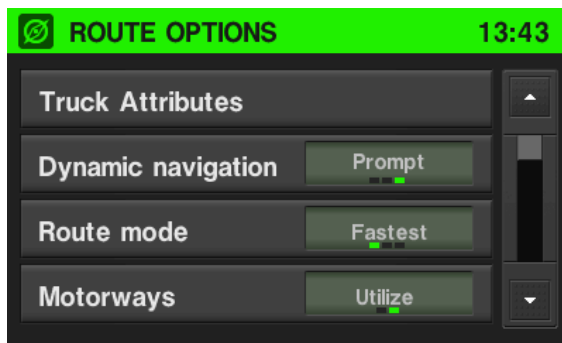 ROUTE OPTIONS 13:43
Truck Attributes
Dynamic navigation Prompt
Route mode Fastest
Motorways Utilize